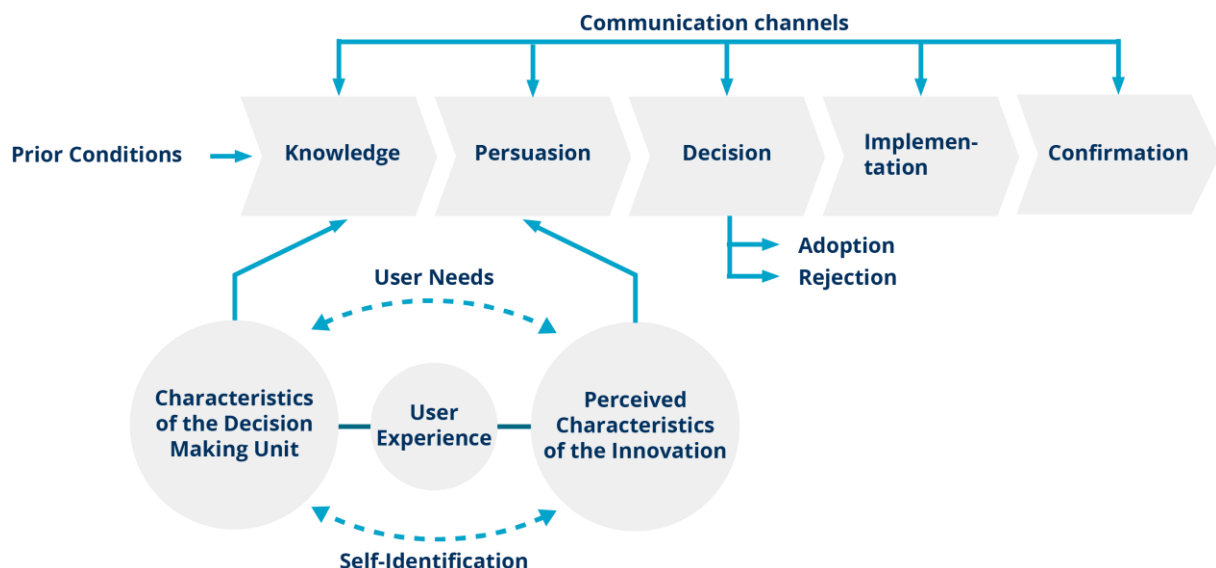 Communication channels
Prior Conditions
Knowledge
Persuasion
Decision
Implemen-
tation
Confirmation
Adoption
Rejection
User Needs
Characteristics
of the Decision
Making Unit
User
Experience
Perceived
Characteristics
of the Innovation
Self-Identification